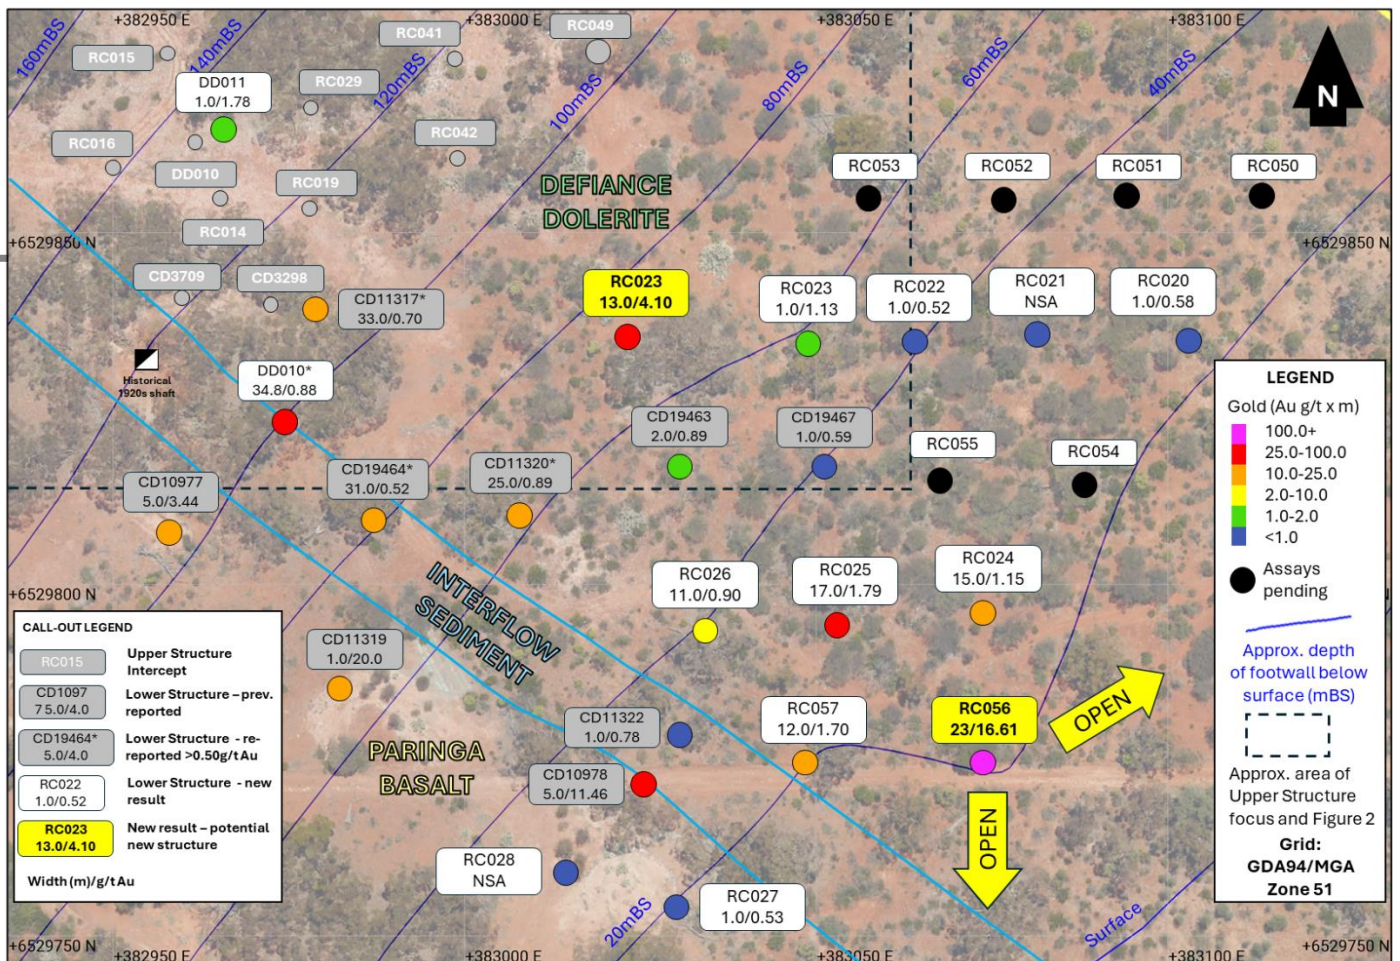 +382950 E
+383000 E
+383050 E
+383100 E
160mBS
140mBS
120mBS
100mBS
80mBS
60mBS
40mBS
RC015
RC041
RC049
DD011
1.0/1.78
RC029
N
RC016
RC042
DD010
RC019
RC014
DEFIANCE
DOLERITE
RC053
RC052
RC051
RC050
+6529850 N
+6529850 N
CD3709
CD3298
CD11317*
33.0/0.70
RC023
13.0/4.10
RC023
1.0/1.13
RC022
1.0/0.52
RC021
NSA
RC020
1.0/0.58
Historical
1920s shaft
DD010*
34.8/0.88
CD19463
2.0/0.89
CD19467
1.0/0.59
RC055
RC054
CD10977
5.0/3.44
CD19464*
31.0/0.52
CD11320*
25.0/0.89
LEGEND
Gold (Au g/t x m)
100.0+
25.0-100.0
10.0-25.0
2.0-10.0
1.0-2.0
<1.0
Assays
pending
Approx. depth
of footwall below
surface (mBS)
Approx. area of
Upper Structure
focus and Figure 2
Grid:
GDA94/MGA
Zone 51
INTERFLOW
SEDIMENT
RC026
11.0/0.90
RC025
17.0/1.79
RC024
15.0/1.15
+6529800 N
CALL-OUT LEGEND
RC015
Upper Structure
Intercept
CD1097
7 5.0/4.0
Lower Structure – prev.
reported
CD19464*
5.0/4.0
Lower Structure - re-
reported >0.50g/t Au
RC022
1.0/0.52
Lower Structure - new
result
RC023
13.0/4.10
New result – potential
new structure
Width (m)/g/t Au
CD11319
1.0/20.0
CD11322
1.0/0.78
RC057
12.0/1.70
RC056
23/16.61
OPEN
OPEN
PARINGA
BASALT
CD10978
5.0/11.46
RC028
NSA
RC027
1.0/0.53
20mBS
Surface
+6529750 N
+6529750 N
+382950 E
+383000 E
+383050 E
+383100 E